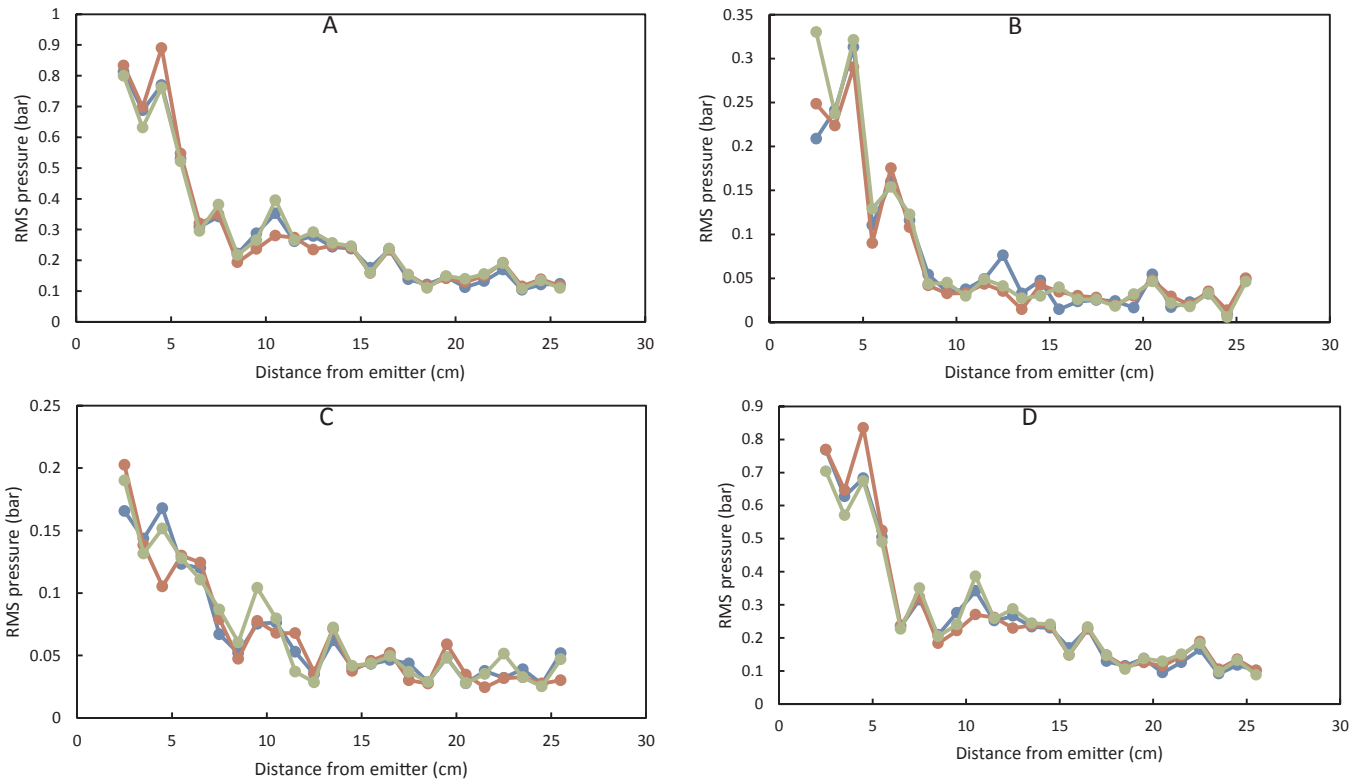 A
RMS pressure (bar)
1
0.9
0.8
0.7
0.6
0.5
0.4
0.3
0.2
0.1
0
0 5 10 15 20 25 30
Distance from emitter (cm)
B
RMS pressure (bar)
0.35
0.3
0.25
0.2
0.15
0.1
0.05
0
0 5 10 15 20 25 30
Distance from emitter (cm)
C
RMS pressure (bar)
0.25
0.2
0.15
0.1
0.05
0
0 5 10 15 20 25 30
Distance from emitter (cm)
D
RMS pressure (bar)
0.9
0.8
0.7
0.6
0.5
0.4
0.3
0.2
0.1
0
0 5 10 15 20 25 30
Distance from emitter (cm)